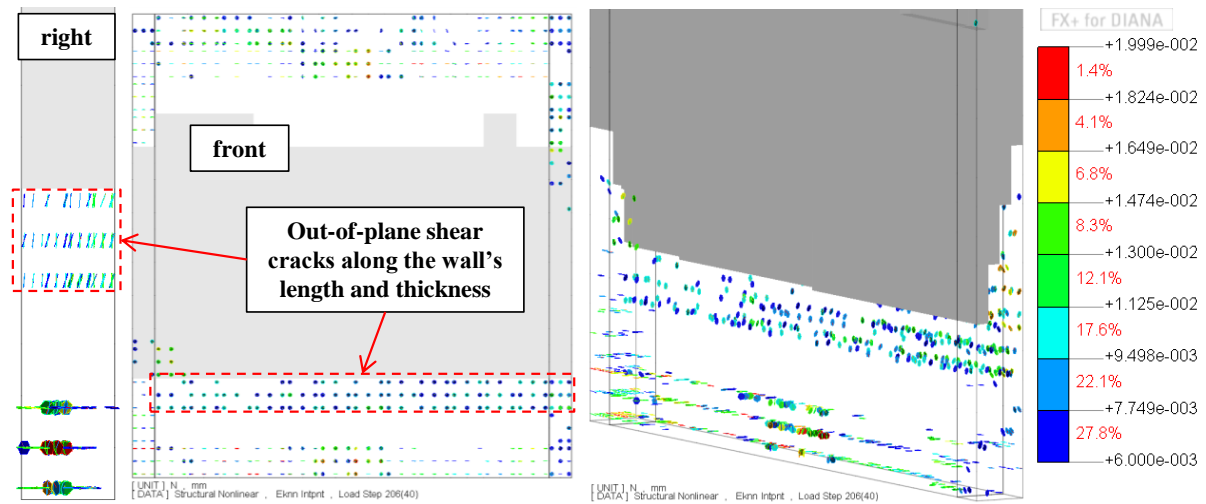 right
front
Out-of-plane shear
cracks along the wall's
length and thickness
[ UNIT ] N , mm
[ DATA ] Structural Nonlinear , Eknn Intpnt , Load Step 206(40)
[ UNIT ] N , mm
[ DATA ] Structural Nonlinear , Eknn Intpnt , Load Step 206(40)
FX+ for DIANA
+1.999e-002
1.4%
+1.824e-002
4.1%
+1.649e-002
6.8%
+1.474e-002
8.3%
+1.300e-002
12.1%
+1.125e-002
17.6%
+9.498e-003
22.1%
+7.749e-003
27.8%
+6.000e-003